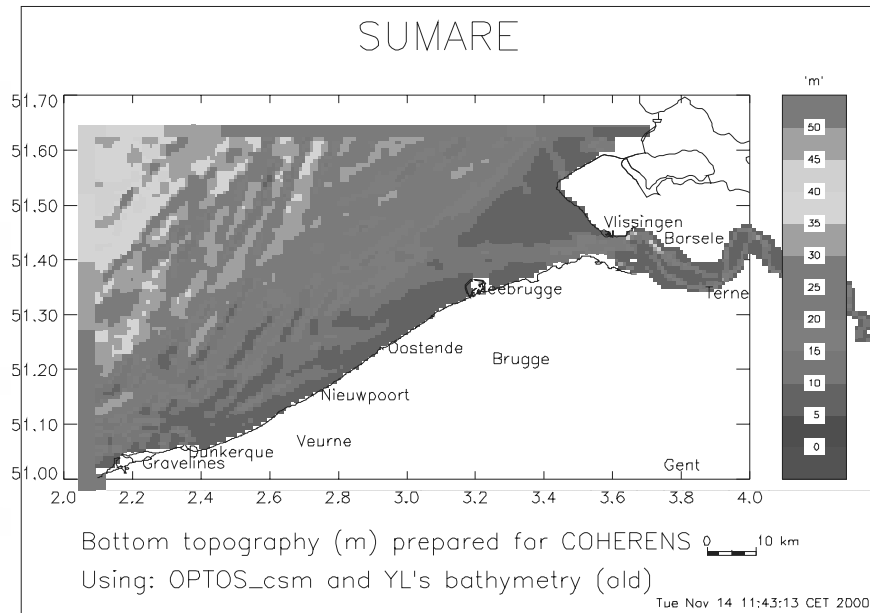 SUMARE
'm'
51.70
51.60
51.50
51.40
51.30
51.20
51.10
51.00
2.0 2.2 2.4 2.6 2.8 3.0 3.2 3.4 3.6 3.8 4.0
50
45
40
35
30
25
20
15
10
5
0
Vlissingen
Borsele
Terne
Zeebrugge
Oostende
Brugge
Nieuwpoort
Veurne
Dunkerque
Gravelines
Gent
Bottom topography (m) prepared for COHERENS
0 10 km
Using: OPTOS_csm and YL's bathymetry (old)
Tue Nov 14 11:43:13 CET 2000